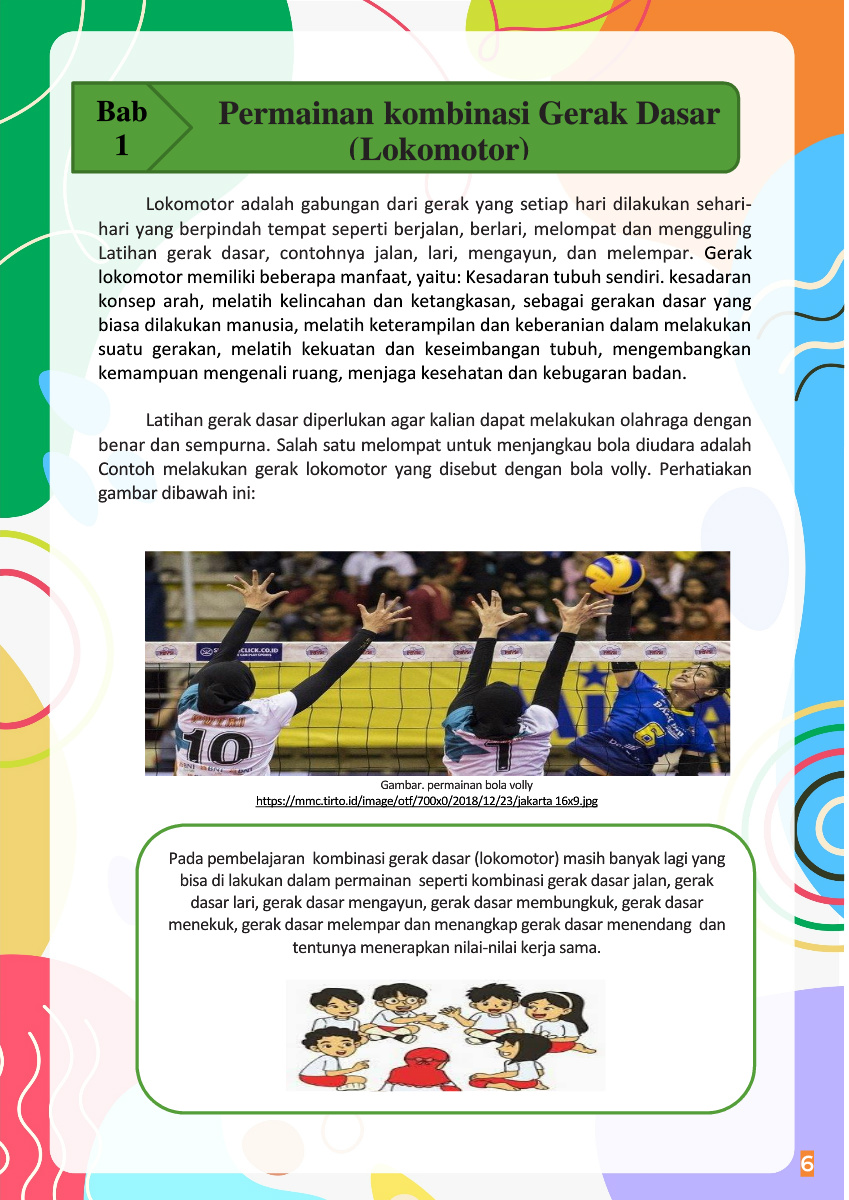 Bab
1
Permainan kombinasi Gerak Dasar
(Lokomotor)
Lokomotor adalah gabungan dari gerak yang setiap hari dilakukan sehari-
hari yang berpindah tempat seperti berjalan, berlari, melompat dan mengguling
Latihan gerak dasar, contohnya jalan, lari, mengayun, dan melempar. Gerak
lokomotor memiliki beberapa manfaat, yaitu: Kesadaran tubuh sendiri. kesadaran
konsep arah, melatih kelincahan dan ketangkasan, sebagai gerakan dasar yang
biasa dilakukan manusia, melatih keterampilan dan keberanian dalam melakukan
suatu gerakan, melatih kekuatan dan keseimbangan tubuh, mengembangkan
kemampuan mengenali ruang, menjaga kesehatan dan kebugaran badan.
Latihan gerak dasar diperlukan agar kalian dapat melakukan olahraga dengan
benar dan sempurna. Salah satu melompat untuk menjangkau bola diudara adalah
Contoh melakukan gerak lokomotor yang disebut dengan bola volly. Perhatiakan
gambar dibawah ini:
CLICK.CO.ID
PUTRI
10
1
6
Gambar. permainan bola volly
https://mmc.tirto.id/image/otf/700x0/2018/12/23/jakarta 16x9.jpg
Pada pembelajaran kombinasi gerak dasar (lokomotor) masih banyak lagi yang
bisa di lakukan dalam permainan seperti kombinasi gerak dasar jalan, gerak
dasar lari, gerak dasar mengayun, gerak dasar membungkuk, gerak dasar
menekuk, gerak dasar melempar dan menangkap gerak dasar menendang dan
tentunya menerapkan nilai-nilai kerja sama.
6